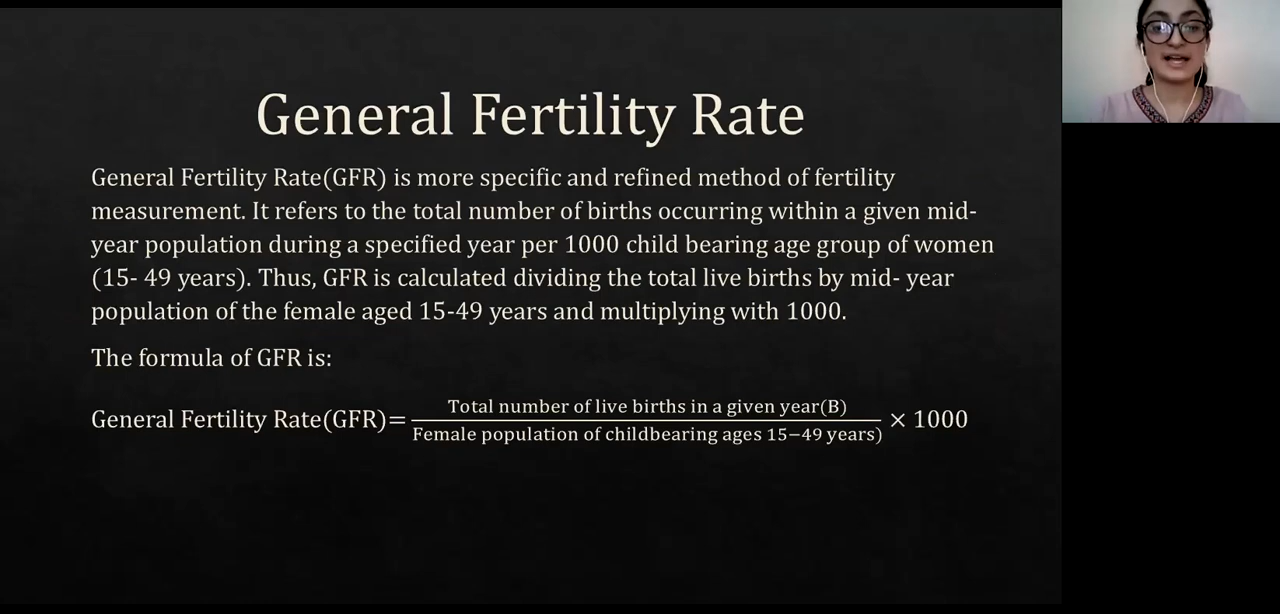 General Fertility Rate
General Fertility Rate(GFR) is more specific and refined method of fertility
measurement. It refers to the total number of births occurring within a given mid-
year population during a specified year per 1000 child bearing age group of women
(15- 49 years). Thus, GFR is calculated dividing the total live births by mid- year
population of the female aged 15-49 years and multiplying with 1000.
The formula of GFR is:
General Fertility Rate(GFR)= Total number of live births in a given year(B) / Female population of childbearing ages 15−49 years) × 1000